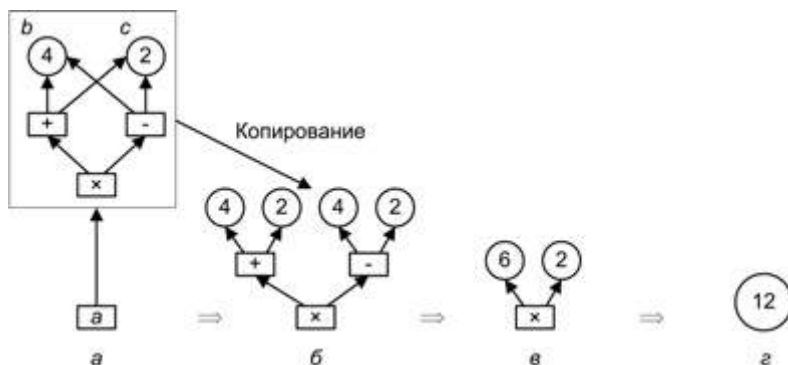 b c
4 2
+ -
Копирование
×
4 2 4 2
+ -
6 2
12
a ⇒ × ⇒ × ⇒
а б в г